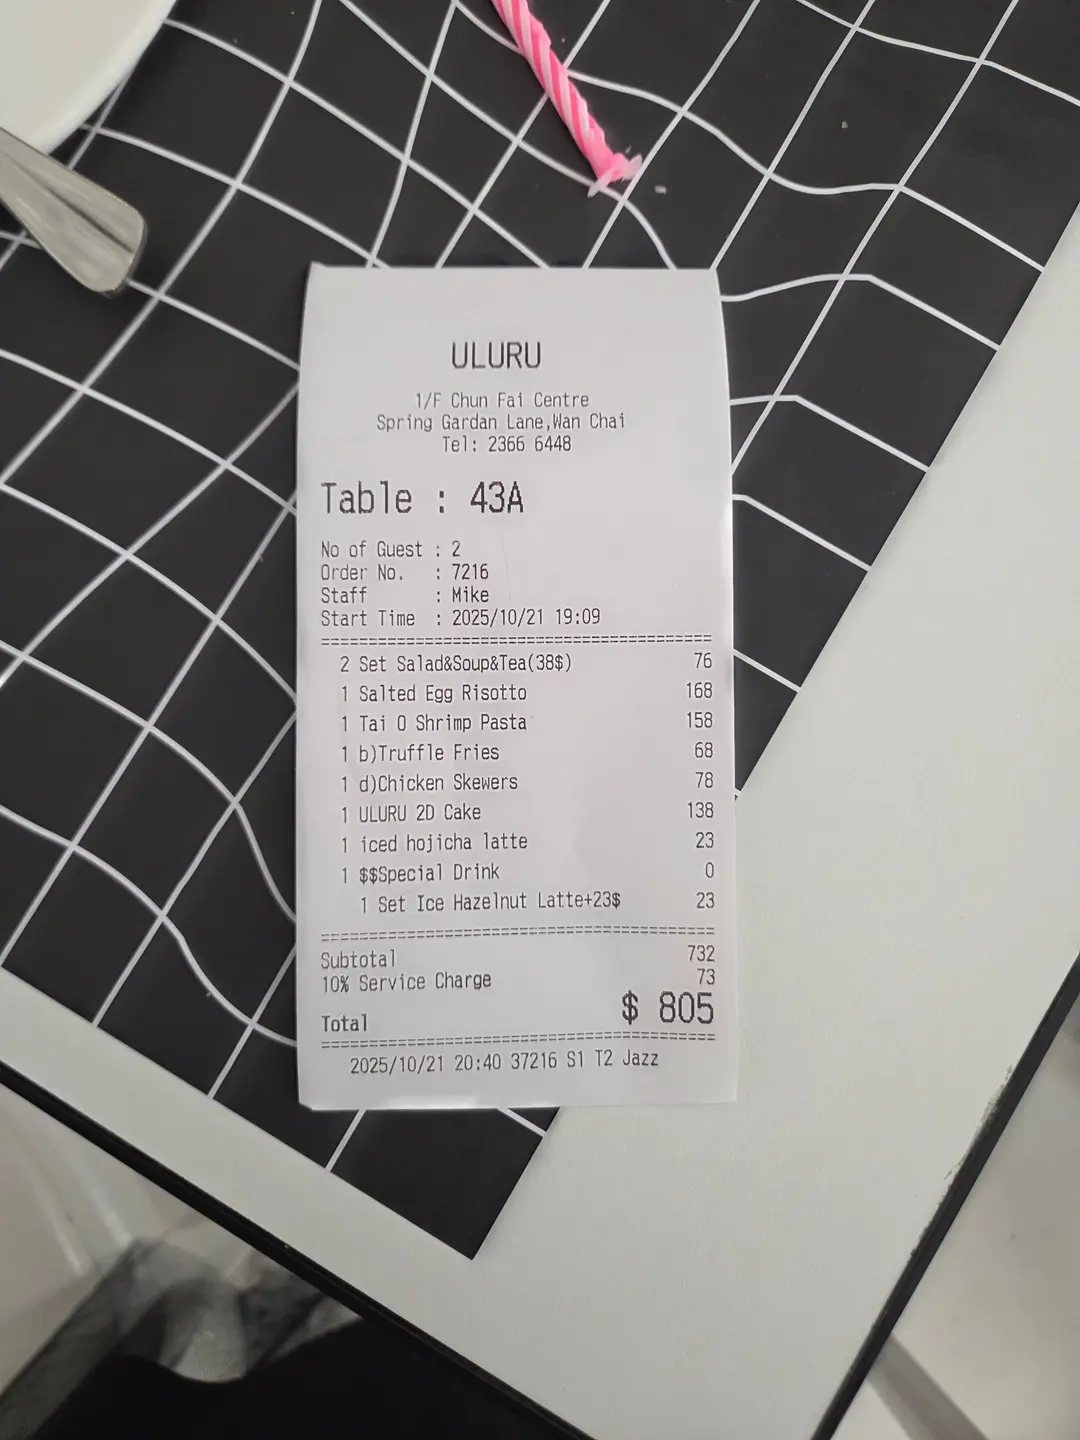 ULURU
1/F Chun Fai Centre
Spring Gardan Lane,Wan Chai
Tel: 2366 6448
Table : 43A
No of Guest : 2
Order No. : 7216
Staff : Mike
Start Time : 2025/10/21 19:09
==========================================
2 Set Salad&Soup&Tea(38$) 76
1 Salted Egg Risotto 168
1 Tai O Shrimp Pasta 158
1 b)Truffle Fries 68
1 d)Chicken Skewers 78
1 ULURU 2D Cake 138
1 iced hojicha latte 23
1 $$Special Drink 0
1 Set Ice Hazelnut Latte+23$ 23
==========================================
Subtotal 732
10% Service Charge 73
Total $ 805
==========================================
2025/10/21 20:40 37216 S1 T2 Jazz